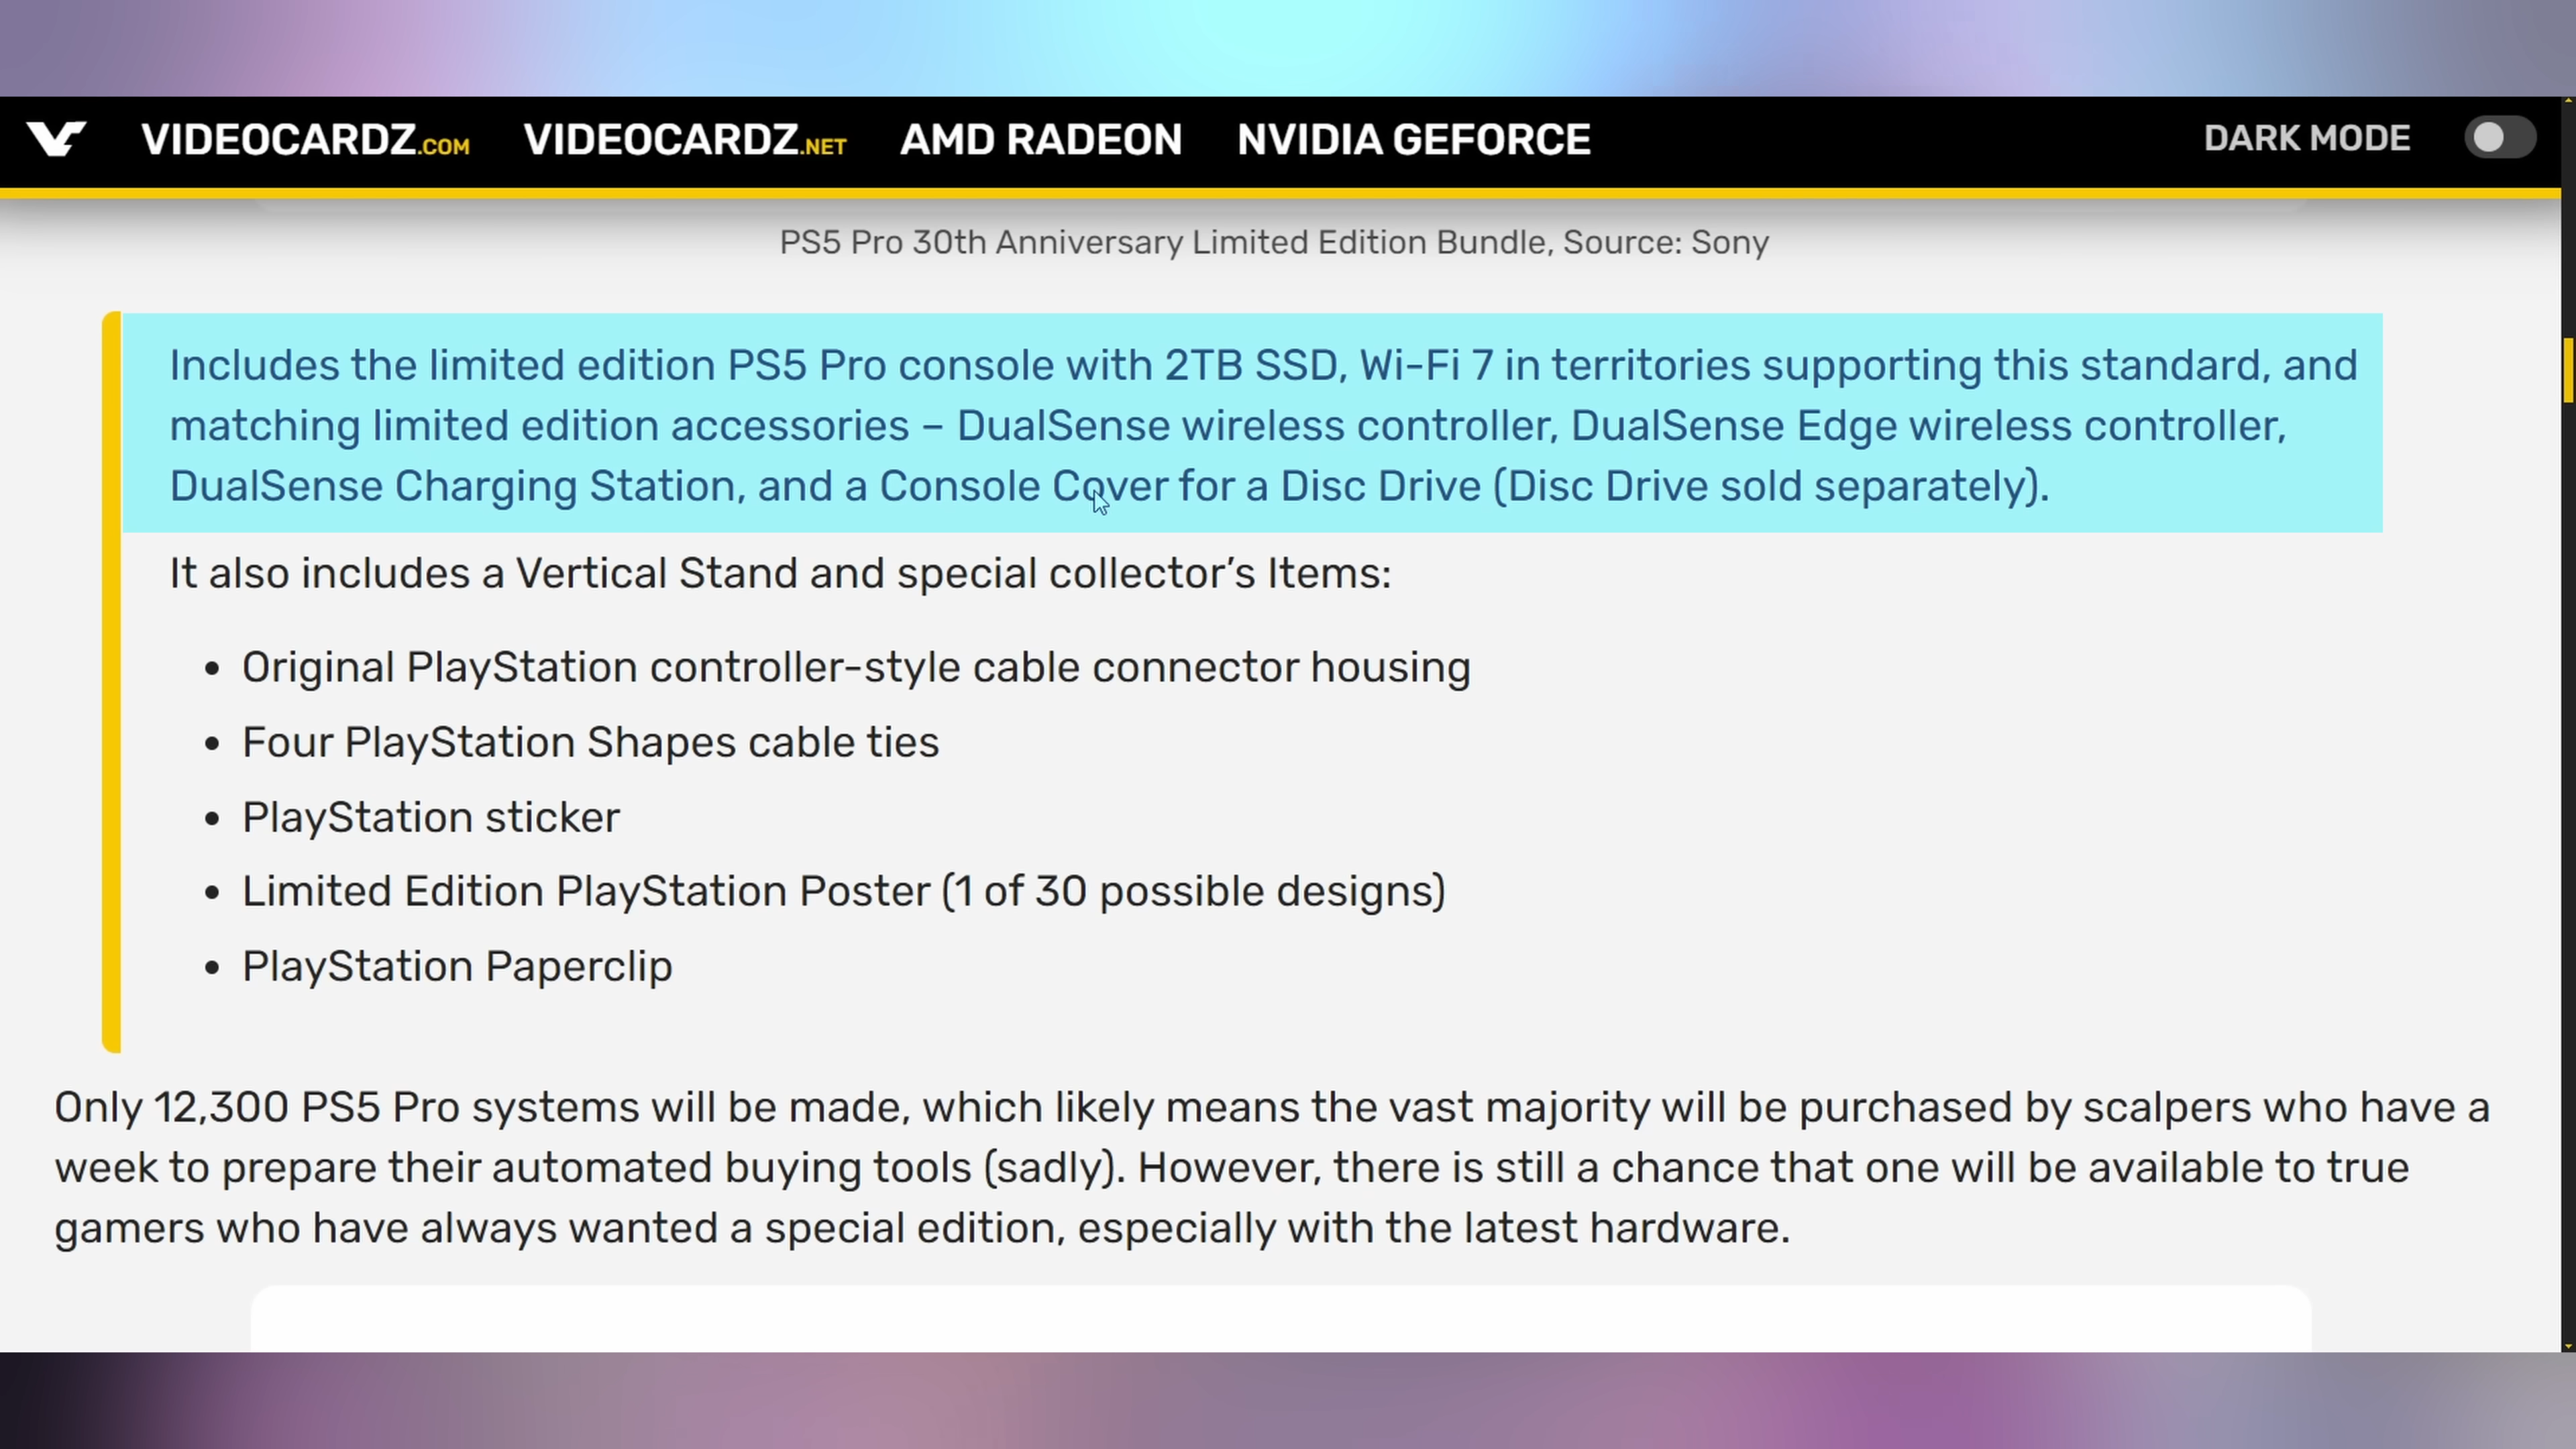 VIDEOCARDZ.COM VIDEOCARDZ.NET AMD RADEON NVIDIA GEFORCE DARK MODE
PS5 Pro 30th Anniversary Limited Edition Bundle, Source: Sony
Includes the limited edition PS5 Pro console with 2TB SSD, Wi-Fi 7 in territories supporting this standard, and
matching limited edition accessories – DualSense wireless controller, DualSense Edge wireless controller,
DualSense Charging Station, and a Console Cover for a Disc Drive (Disc Drive sold separately).
It also includes a Vertical Stand and special collector’s Items:
• Original PlayStation controller-style cable connector housing
• Four PlayStation Shapes cable ties
• PlayStation sticker
• Limited Edition PlayStation Poster (1 of 30 possible designs)
• PlayStation Paperclip
Only 12,300 PS5 Pro systems will be made, which likely means the vast majority will be purchased by scalpers who have a
week to prepare their automated buying tools (sadly). However, there is still a chance that one will be available to true
gamers who have always wanted a special edition, especially with the latest hardware.